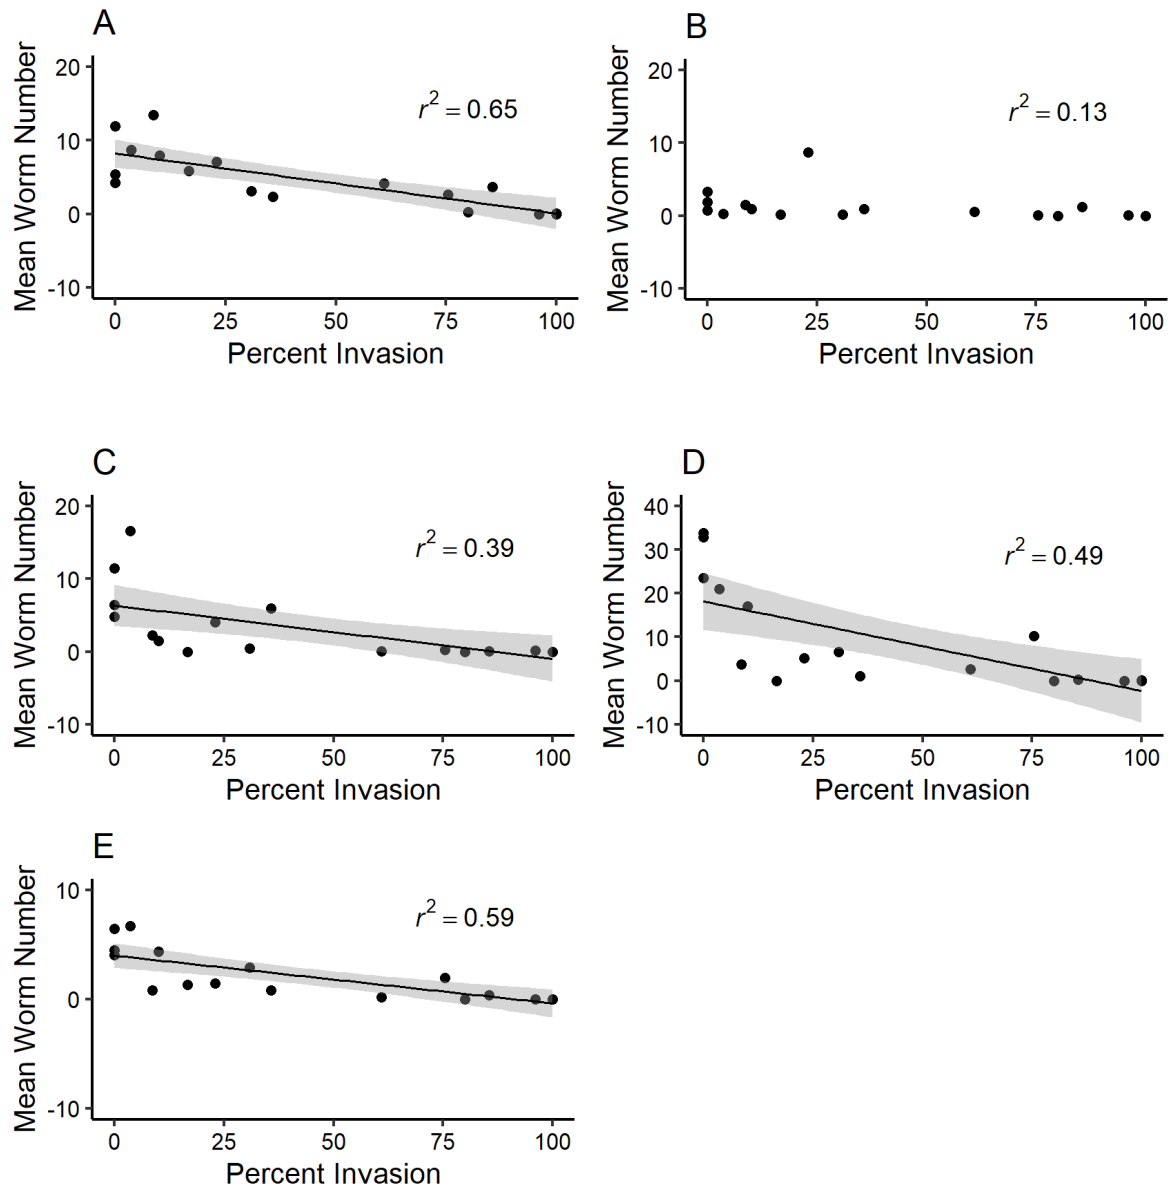 A
Mean Worm Number
20
10
0
-10
r² = 0.65
0 25 50 75 100
Percent Invasion
B
Mean Worm Number
20
10
0
-10
r² = 0.13
0 25 50 75 100
Percent Invasion
C
Mean Worm Number
20
10
0
-10
r² = 0.39
0 25 50 75 100
Percent Invasion
D
Mean Worm Number
40
30
20
10
0
-10
r² = 0.49
0 25 50 75 100
Percent Invasion
E
Mean Worm Number
10
0
-10
r² = 0.59
0 25 50 75 100
Percent Invasion